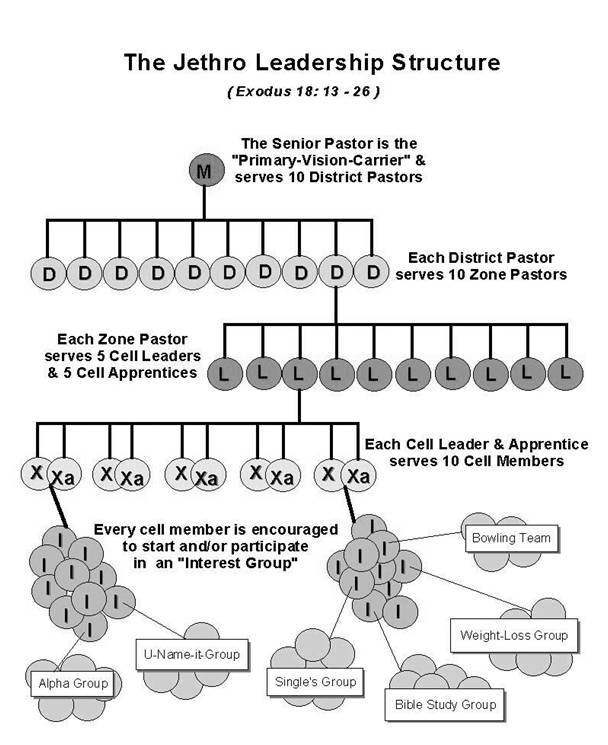 The Jethro Leadership Structure
( Exodus 18: 13 - 26 )
The Senior Pastor is the
"Primary-Vision-Carrier" &
serves 10 District Pastors
M
D D D D D D D D D D
Each District Pastor
serves 10 Zone Pastors
Each Zone Pastor
serves 5 Cell Leaders
& 5 Cell Apprentices
L L L L L L L L L L
Each Cell Leader & Apprentice
serves 10 Cell Members
X Xa X Xa X Xa X Xa X Xa
Every cell member is encouraged
to start and/or participate
in an "Interest Group"
I I I I I I I I I I
I I I I I I I I I I
Bowling Team
Weight-Loss Group
U-Name-it-Group
Alpha Group
Single's Group
Bible Study Group